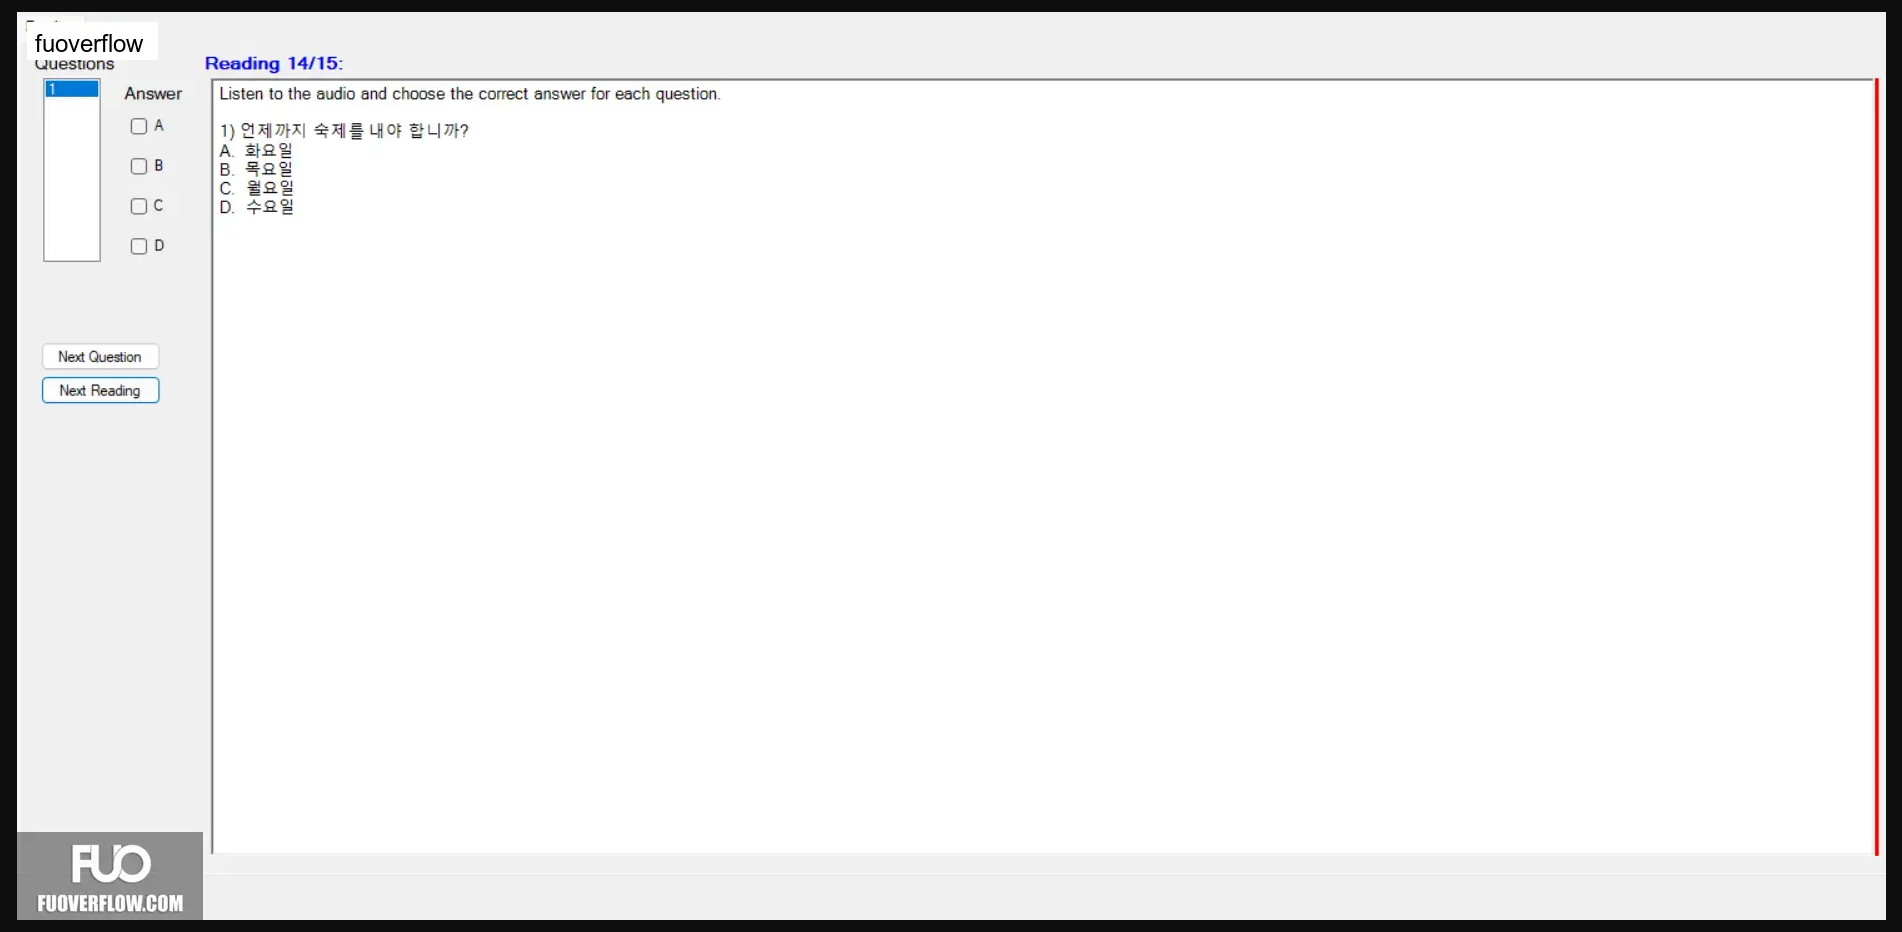 fuoverflow
Questions
Reading 14/15:
1
Answer
A
B
C
D
Listen to the audio and choose the correct answer for each question.
1) 언제까지 숙제를 내야 합니까?
A. 화요일
B. 목요일
C. 월요일
D. 수요일
Next Question
Next Reading
FUO
FUOVERFLOW.COM